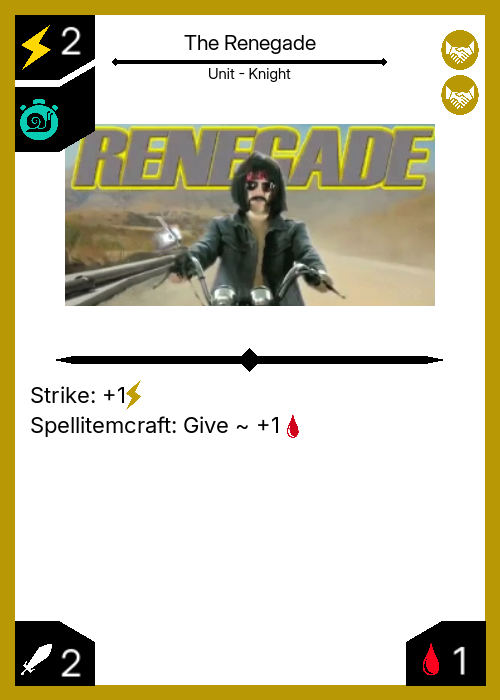 2
The Renegade
Unit - Knight
RENEGADE
Strike: +1
Spellitemcraft: Give ~ +1
2
1